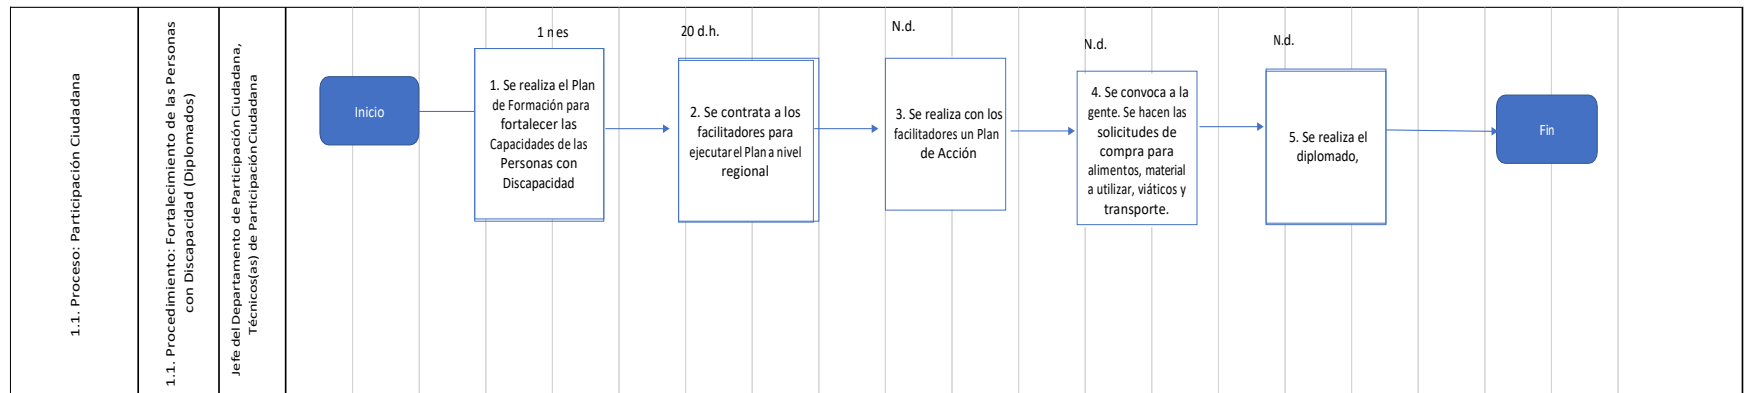 1.1. Proceso: Participación Ciudadana
1.1. Procedimiento: Fortalecimiento de las Personas
con Discapacidad (Diplomados)
Jefe del Departamento de Participación Ciudadana,
Técnicos(as) de Participación Ciudadana
Inicio
1 mes
1. Se realiza el Plan
de Formación para
fortalecer las
Capacidades de las
Personas con
Discapacidad
20 d.h.
2. Se contrata a los
facilitadores para
ejecutar el Plan a nivel
regional
N.d.
3. Se realiza con los
facilitadores un Plan
de Acción
N.d.
4. Se convoca a la
gente. Se hacen las
solicitudes de
compra para
alimentos, material
a utilizar, viáticos y
transporte.
N.d.
5. Se realiza el
diplomado,
Fin